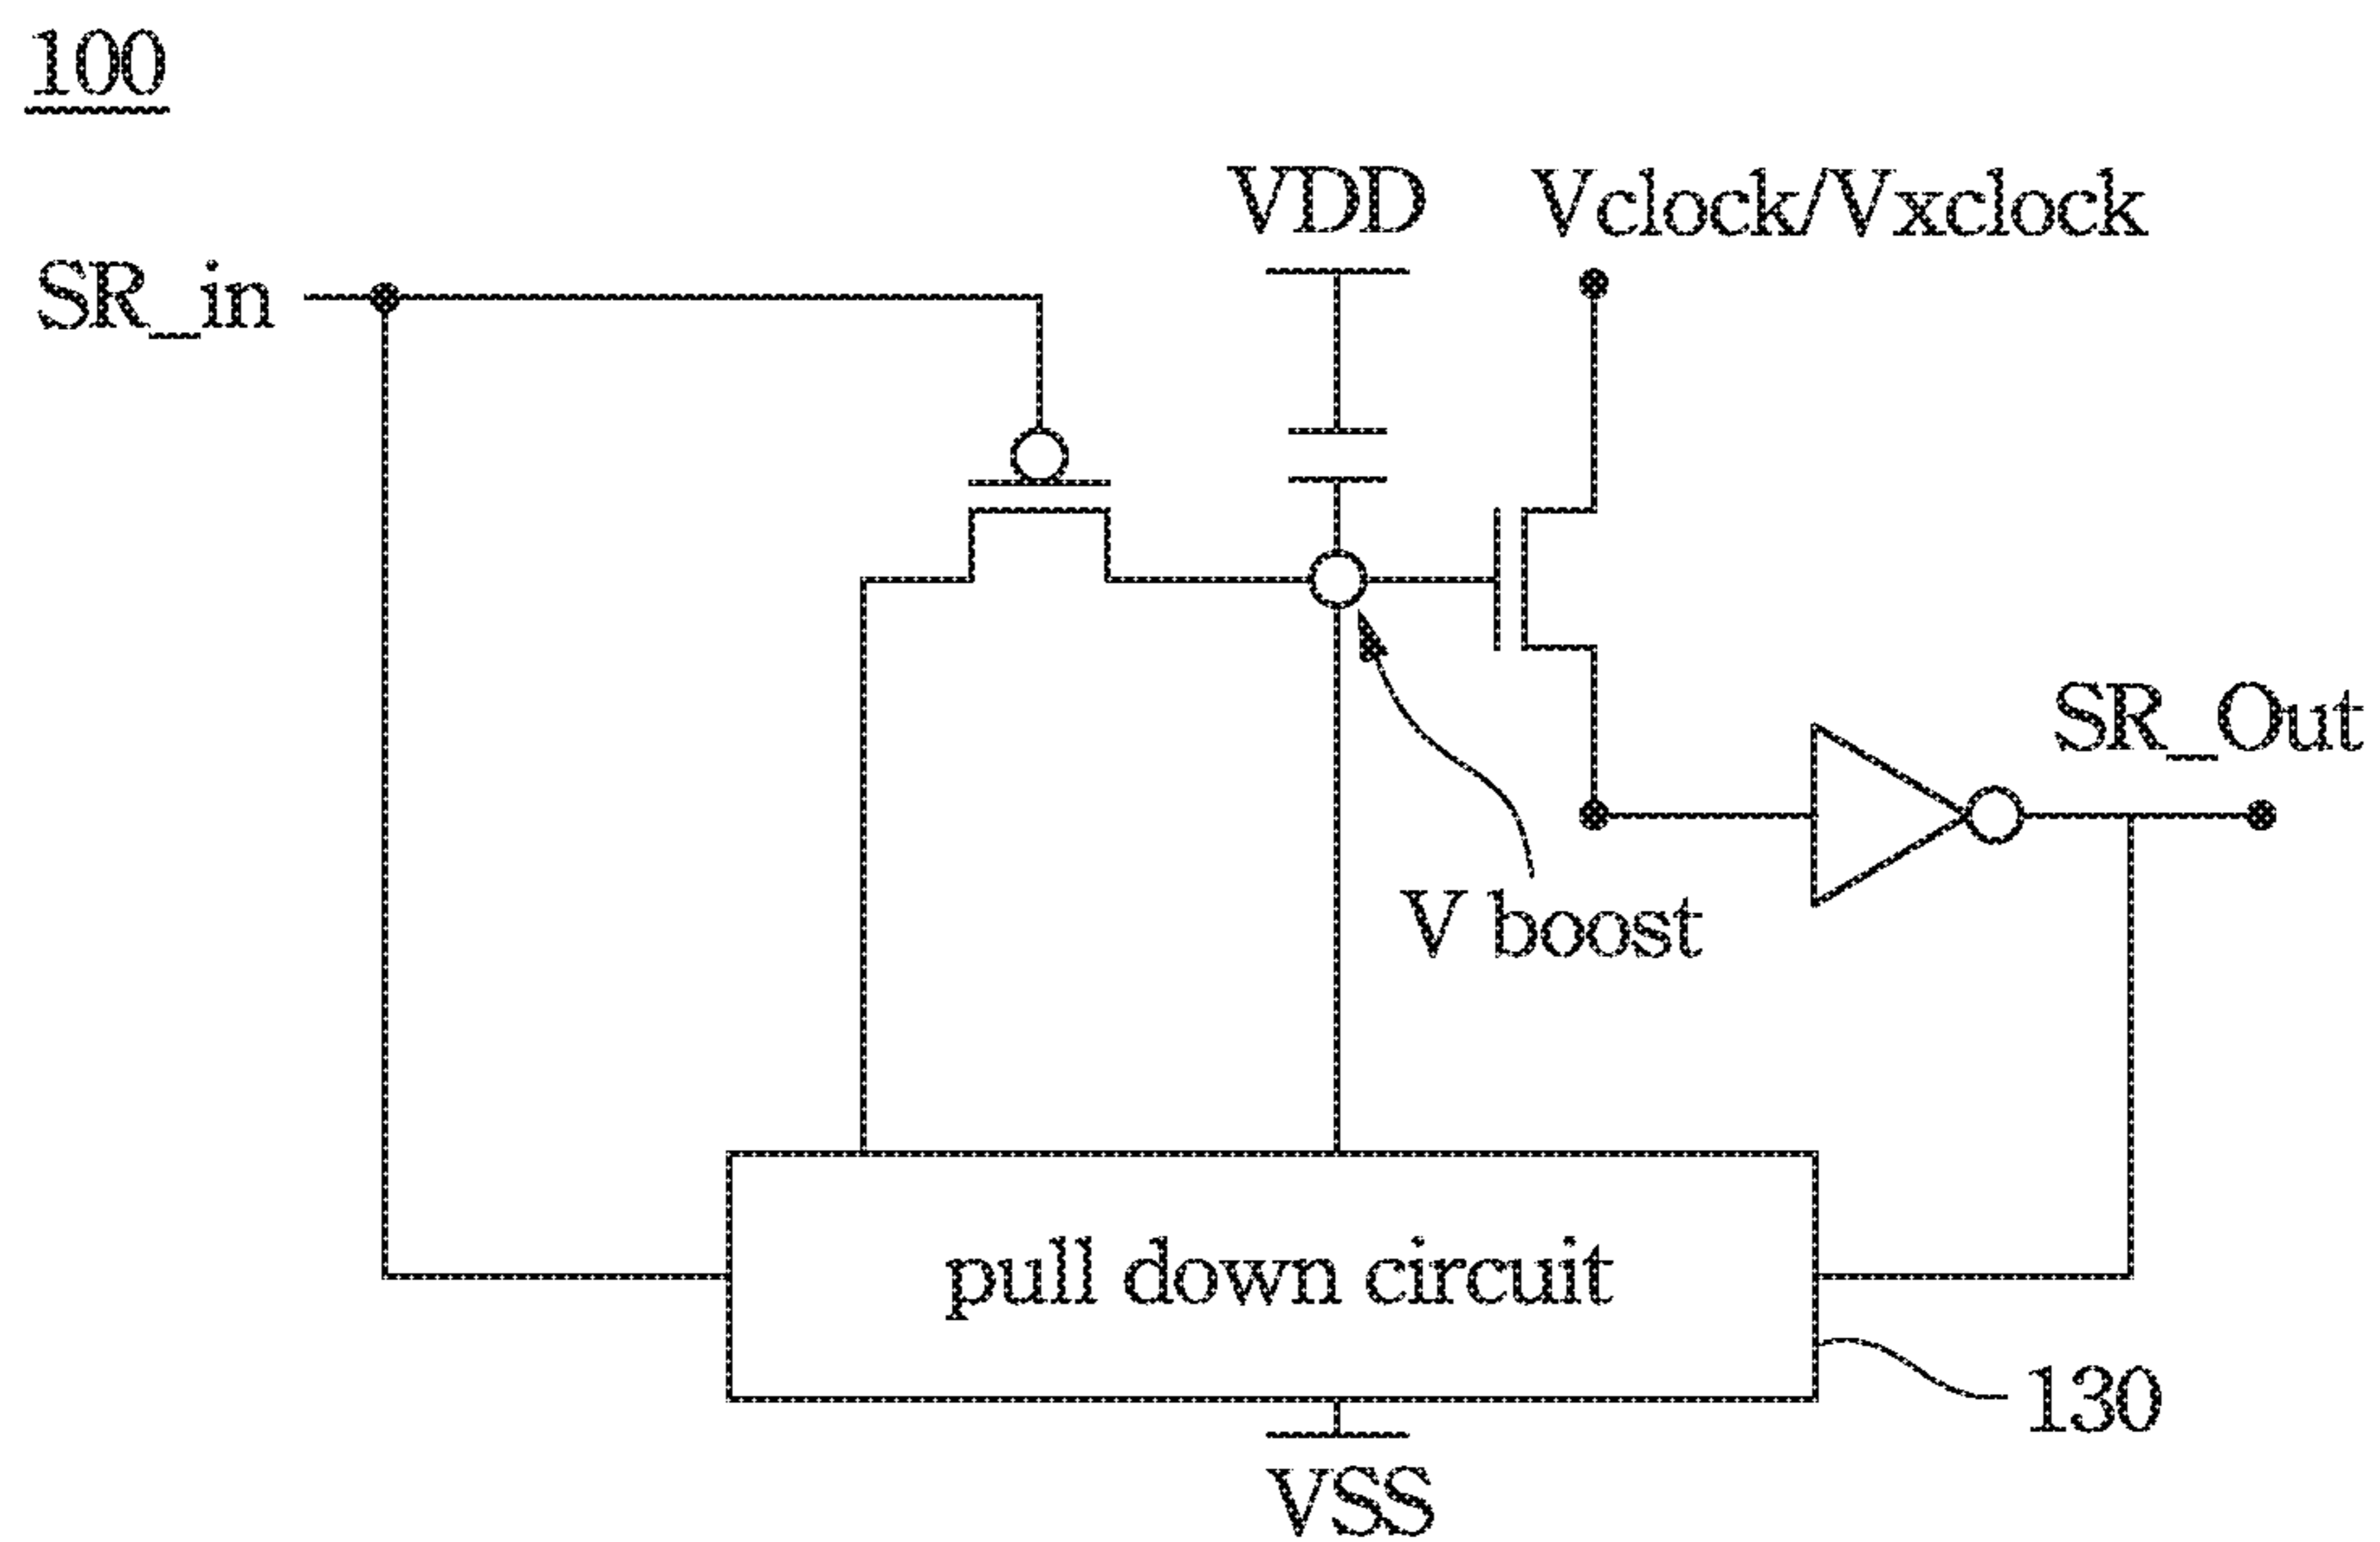 100
VDD
Vclock/Vxclock
SR_in
SR_Out
V boost
pull down circuit
130
VSS